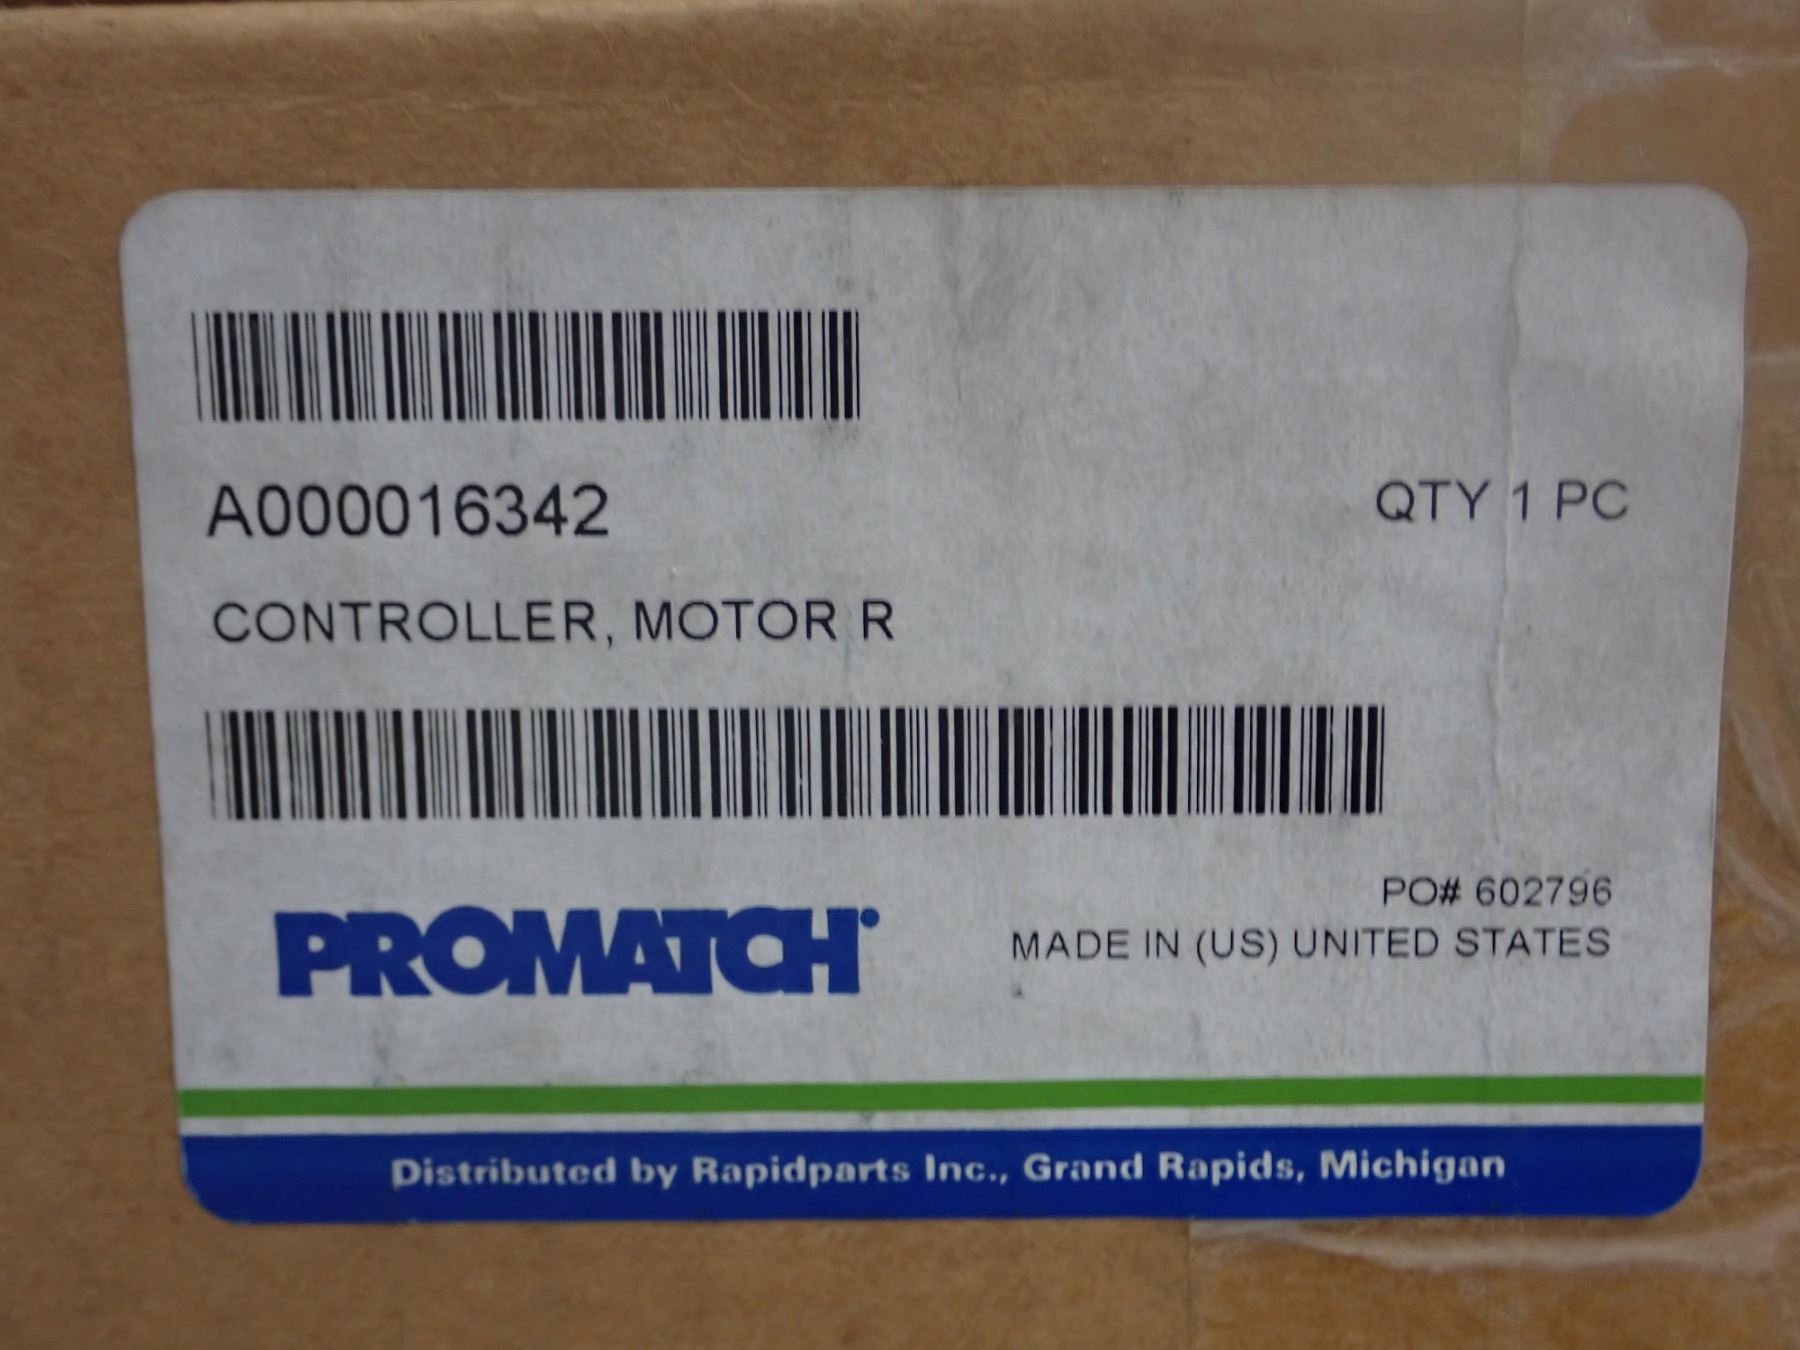 A000016342
QTY 1 PC
CONTROLLER, MOTOR R
PO# 602796
MADE IN (US) UNITED STATES
PROMATCH
Distributed by Rapidparts Inc., Grand Rapids, Michigan